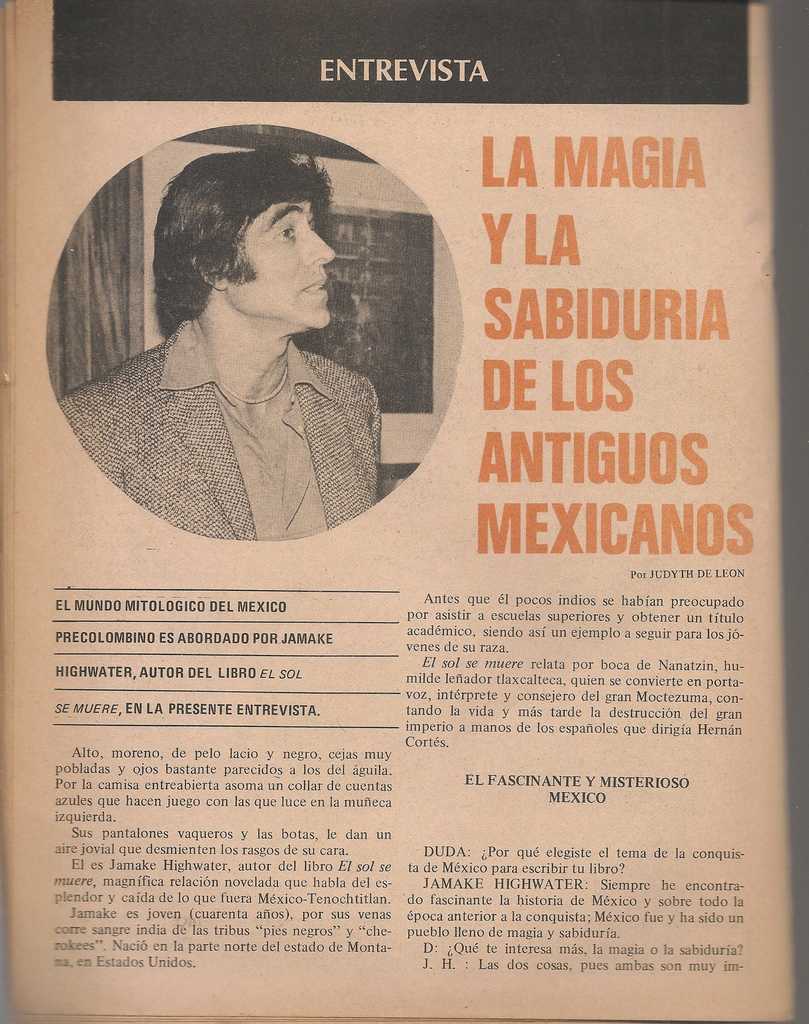 ENTREVISTA
LA MAGIA
Y LA
SABIDURIA
DE LOS
ANTIGUOS
MEXICANOS
Por JUDYTH DE LEON
EL MUNDO MITOLOGICO DEL MEXICO
PRECOLOMBINO ES ABORDADO POR JAMAKE
HIGHWATER, AUTOR DEL LIBRO EL SOL
SE MUERE, EN LA PRESENTE ENTREVISTA.
Alto, moreno, de pelo lacio y negro, cejas muy
pobladas y ojos bastante parecidos a los del águila.
Por la camisa entreabierta asoma un collar de cuentas
azules que hacen juego con las que luce en la muñeca
izquierda.
Sus pantalones vaqueros y las botas, le dan un
aire jovial que desmienten los rasgos de su cara.
El es Jamake Highwater, autor del libro El sol se
muere, magnífica relación novelada que habla del es-
plendor y caída de lo que fuera México-Tenochtitlan.
Jamake es joven (cuarenta años), por sus venas
corre sangre india de las tribus "pies negros" y "che-
rokees". Nació en la parte norte del estado de Monta-
na, en Estados Unidos.
Antes que él pocos indios se habían preocupado
por asistir a escuelas superiores y obtener un título
académico, siendo así un ejemplo a seguir para los jó-
venes de su raza.
El sol se muere relata por boca de Nanatzin, hu-
milde leñador tlaxcalteca, quien se convierte en porta-
voz, intérprete y consejero del gran Moctezuma, con-
tando la vida y más tarde la destrucción del gran
imperio a manos de los españoles que dirigía Hernán
Cortés.
EL FASCINANTE Y MISTERIOSO
MEXICO
DUDA: ¿Por qué elegiste el tema de la conquis-
ta de México para escribir tu libro?
JAMAKE HIGHWATER: Siempre he encontra-
do fascinante la historia de México y sobre todo la
época anterior a la conquista; México fue y ha sido un
pueblo lleno de magia y sabiduría.
D: ¿Qué te interesa más, la magia o la sabiduría?
J. H. : Las dos cosas, pues ambas son muy im-